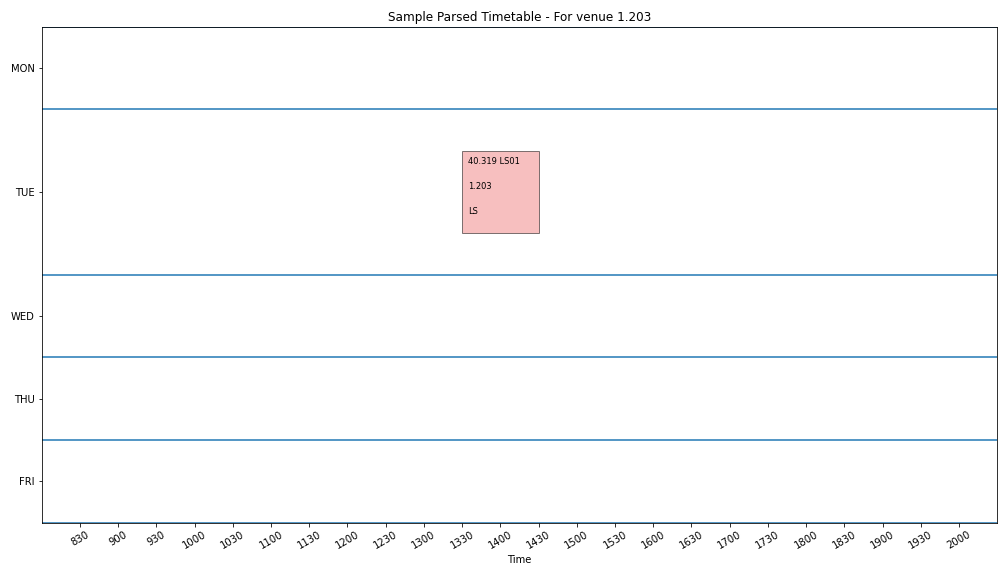 Sample Parsed Timetable - For venue 1.203
MON
TUE
40.319 LS01
1.203
LS
WED
THU
FRI
830 900 930 1000 1030 1100 1130 1200 1230 1300 1330 1400 1430 1500 1530 1600 1630 1700 1730 1800 1830 1900 1930 2000
Time